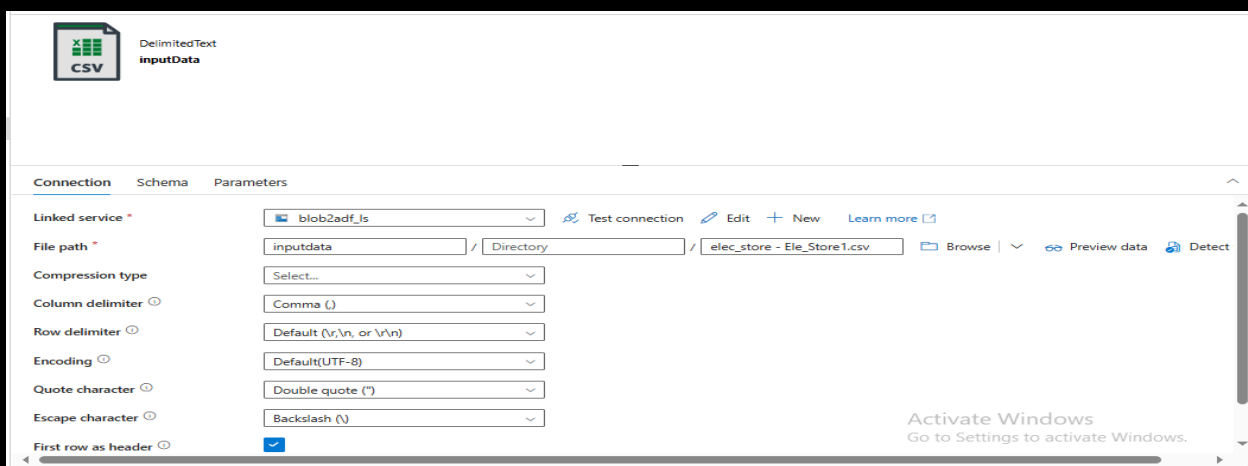 CSV
DelimitedText
inputData
Connection Schema Parameters
Linked service * blob2adf_ls Test connection Edit New Learn more
File path * inputdata / Directory / elec_store - Ele_Store1.csv Browse Preview data Detect
Compression type Select...
Column delimiter Comma (,)
Row delimiter Default (\r,\n, or \r\n)
Encoding Default(UTF-8)
Quote character Double quote (")
Escape character Backslash (\)
First row as header
Activate Windows
Go to Settings to activate Windows.